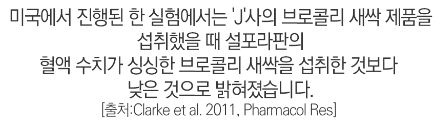 미국에서 진행된 한 실험에서는 'J'사의 브로콜리 새싹 제품을
섭취했을 때 설포라판의
혈액 수치가 싱싱한 브로콜리 새싹을 섭취한 것보다
낮은 것으로 밝혀졌습니다.
[출처:Clarke et al. 2011, Pharmacol Res]